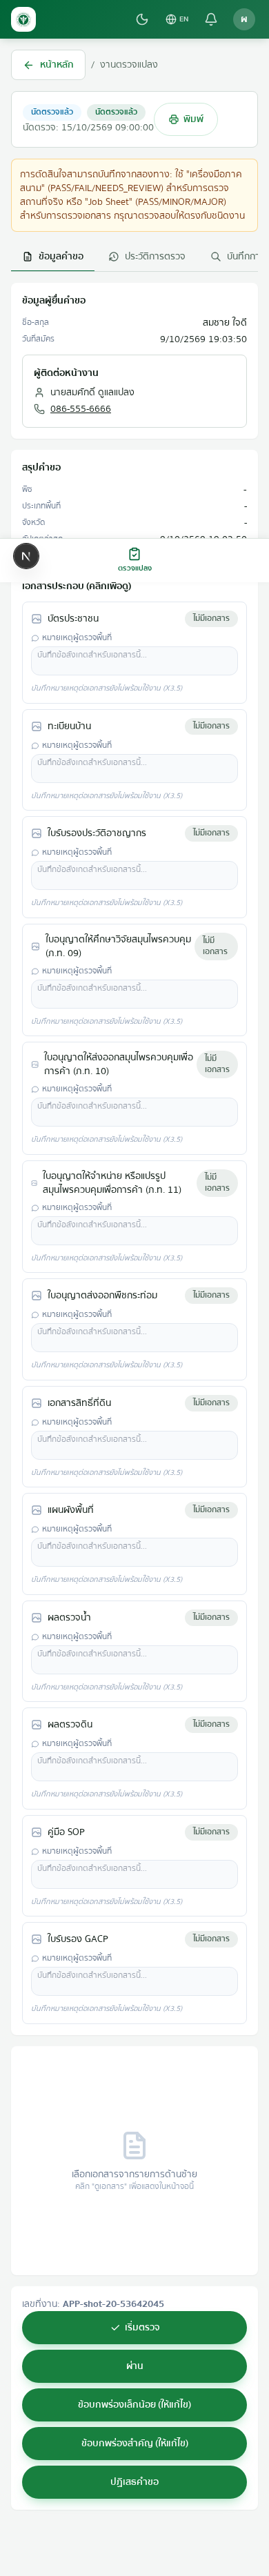 EN
พ
หน้าหลัก / งานตรวจแปลง
นัดตรวจแล้ว นัดตรวจแล้ว
นัดตรวจ: 15/10/2569 09:00:00
พิมพ์
การตัดสินใจสามารถบันทึกจากสองทาง: ใช้ "เครื่องมือภาค
สนาม" (PASS/FAIL/NEEDS_REVIEW) สำหรับการตรวจ
สถานที่จริง หรือ "Job Sheet" (PASS/MINOR/MAJOR)
สำหรับการตรวจเอกสาร กรุณาตรวจสอบให้ตรงกับชนิดงาน
ข้อมูลคำขอ ประวัติการตรวจ
ข้อมูลผู้ยื่นคำขอ
ชื่อ-สกุล สมชาย ใจดี
วันที่สมัคร 9/10/2569 19:03:50
ผู้ติดต่อหน้างาน
นายสมศักดิ์ ดูแลแปลง
086-555-6666
สรุปคำขอ
พืช -
ประเภทพื้นที่ -
จังหวัด -
N
ตรวจแปลง
เอกสารประกอบ (คลิกเพื่อดู)
บัตรประชาชน ไม่มีเอกสาร
หมายเหตุผู้ตรวจพื้นที่
บันทึกข้อสังเกตสำหรับเอกสารนี้...
บันทึกหมายเหตุต่อเอกสารยังไม่พร้อมใช้งาน (X3.5)
ทะเบียนบ้าน ไม่มีเอกสาร
หมายเหตุผู้ตรวจพื้นที่
บันทึกข้อสังเกตสำหรับเอกสารนี้...
บันทึกหมายเหตุต่อเอกสารยังไม่พร้อมใช้งาน (X3.5)
ใบรับรองประวัติอาชญากร ไม่มีเอกสาร
หมายเหตุผู้ตรวจพื้นที่
บันทึกข้อสังเกตสำหรับเอกสารนี้...
บันทึกหมายเหตุต่อเอกสารยังไม่พร้อมใช้งาน (X3.5)
ใบอนุญาตให้ศึกษาวิจัยสมุนไพรควบคุม ไม่มี
(ภ.ท. 09) เอกสาร
หมายเหตุผู้ตรวจพื้นที่
บันทึกข้อสังเกตสำหรับเอกสารนี้...
บันทึกหมายเหตุต่อเอกสารยังไม่พร้อมใช้งาน (X3.5)
ใบอนุญาตให้ส่งออกสมุนไพรควบคุมเพื่อ ไม่มี
การค้า (ภ.ท. 10) เอกสาร
หมายเหตุผู้ตรวจพื้นที่
บันทึกข้อสังเกตสำหรับเอกสารนี้...
บันทึกหมายเหตุต่อเอกสารยังไม่พร้อมใช้งาน (X3.5)
ใบอนุญาตให้จำหน่าย หรือแปรรูป ไม่มี
สมุนไพรควบคุมเพื่อการค้า (ภ.ท. 11) เอกสาร
หมายเหตุผู้ตรวจพื้นที่
บันทึกข้อสังเกตสำหรับเอกสารนี้...
บันทึกหมายเหตุต่อเอกสารยังไม่พร้อมใช้งาน (X3.5)
ใบอนุญาตส่งออกพืชกระท่อม ไม่มีเอกสาร
หมายเหตุผู้ตรวจพื้นที่
บันทึกข้อสังเกตสำหรับเอกสารนี้...
บันทึกหมายเหตุต่อเอกสารยังไม่พร้อมใช้งาน (X3.5)
เอกสารสิทธิ์ที่ดิน ไม่มีเอกสาร
หมายเหตุผู้ตรวจพื้นที่
บันทึกข้อสังเกตสำหรับเอกสารนี้...
บันทึกหมายเหตุต่อเอกสารยังไม่พร้อมใช้งาน (X3.5)
แผนผังพื้นที่ ไม่มีเอกสาร
หมายเหตุผู้ตรวจพื้นที่
บันทึกข้อสังเกตสำหรับเอกสารนี้...
บันทึกหมายเหตุต่อเอกสารยังไม่พร้อมใช้งาน (X3.5)
ผลตรวจน้ำ ไม่มีเอกสาร
หมายเหตุผู้ตรวจพื้นที่
บันทึกข้อสังเกตสำหรับเอกสารนี้...
บันทึกหมายเหตุต่อเอกสารยังไม่พร้อมใช้งาน (X3.5)
ผลตรวจดิน ไม่มีเอกสาร
หมายเหตุผู้ตรวจพื้นที่
บันทึกข้อสังเกตสำหรับเอกสารนี้...
บันทึกหมายเหตุต่อเอกสารยังไม่พร้อมใช้งาน (X3.5)
คู่มือ SOP ไม่มีเอกสาร
หมายเหตุผู้ตรวจพื้นที่
บันทึกข้อสังเกตสำหรับเอกสารนี้...
บันทึกหมายเหตุต่อเอกสารยังไม่พร้อมใช้งาน (X3.5)
ใบรับรอง GACP ไม่มีเอกสาร
หมายเหตุผู้ตรวจพื้นที่
บันทึกข้อสังเกตสำหรับเอกสารนี้...
บันทึกหมายเหตุต่อเอกสารยังไม่พร้อมใช้งาน (X3.5)
เลือกเอกสารจากรายการด้านซ้าย
คลิก "ดูเอกสาร" เพื่อแสดงในหน้าจอนี้
เลขที่งาน: APP-shot-20-53642045
เริ่มตรวจ
ผ่าน
ข้อบกพร่องเล็กน้อย (ให้แก้ไข)
ข้อบกพร่องสำคัญ (ให้แก้ไข)
ปฏิเสธคำขอ